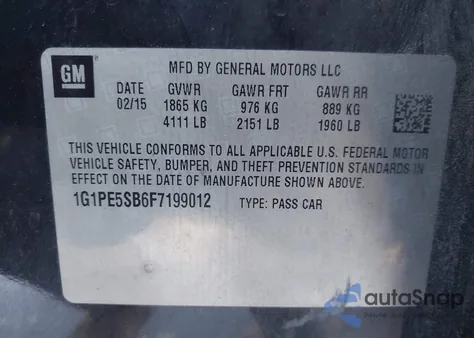 GM
MFD BY GENERAL MOTORS LLC
DATE GVWR GAWR FRT GAWR RR
02/15 1865 KG 976 KG 889 KG
4111 LB 2151 LB 1960 LB
THIS VEHICLE CONFORMS TO ALL APPLICABLE U.S. FEDERAL MOTOR
VEHICLE SAFETY, BUMPER, AND THEFT PREVENTION STANDARDS IN
EFFECT ON THE DATE OF MANUFACTURE SHOWN ABOVE.
1G1PE5SB6F7199012 TYPE: PASS CAR
autoSnap